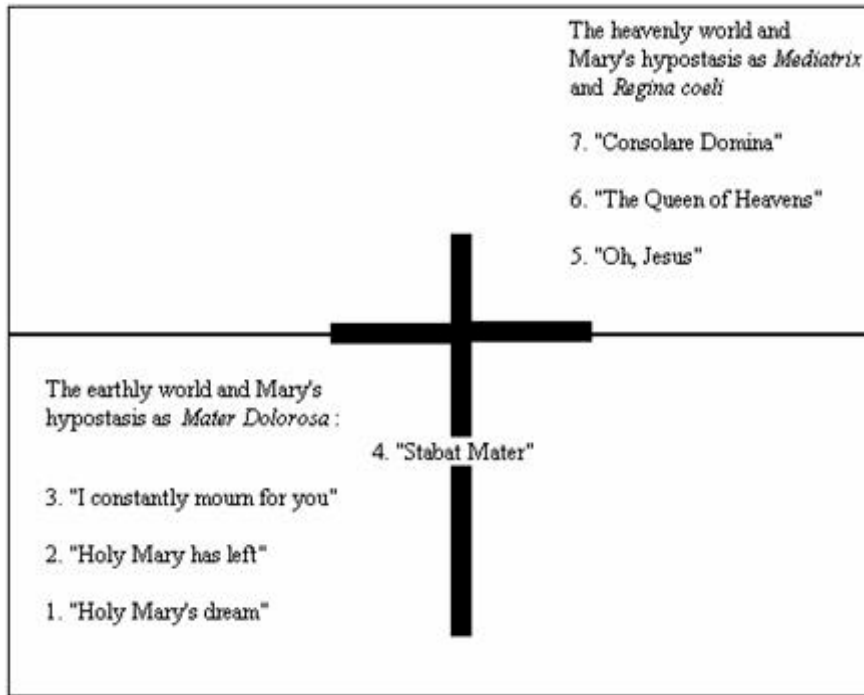 The heavenly world and
Mary's hypostasis as Mediatrix
and Regina coeli
7. "Consolare Domina"
6. "The Queen of Heavens"
5. "Oh, Jesus"
The earthly world and Mary's
hypostasis as Mater Dolorosa :
4. "Stabat Mater"
3. "I constantly mourn for you"
2. "Holy Mary has left"
1. "Holy Mary's dream"